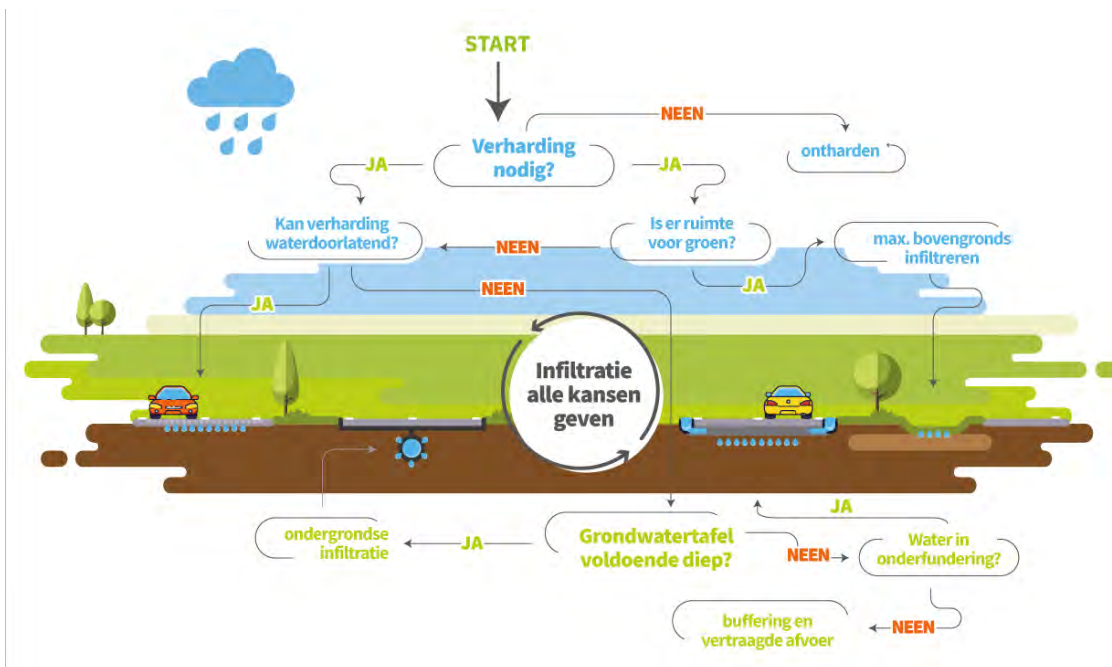 START
NEEN
Verharding
nodig?
ontharden
JA
JA
Kan verharding
waterdoorlatend?
NEEN
Is er ruimte
voor groen?
max. bovengronds
infiltreren
JA
NEEN
JA
Infiltratie
alle kansen
geven
JA
ondergrondse
infiltratie
JA
Grondwatertafel
voldoende diep?
NEEN
Water in
onderfundering?
buffering en
vertraagde afvoer
NEEN